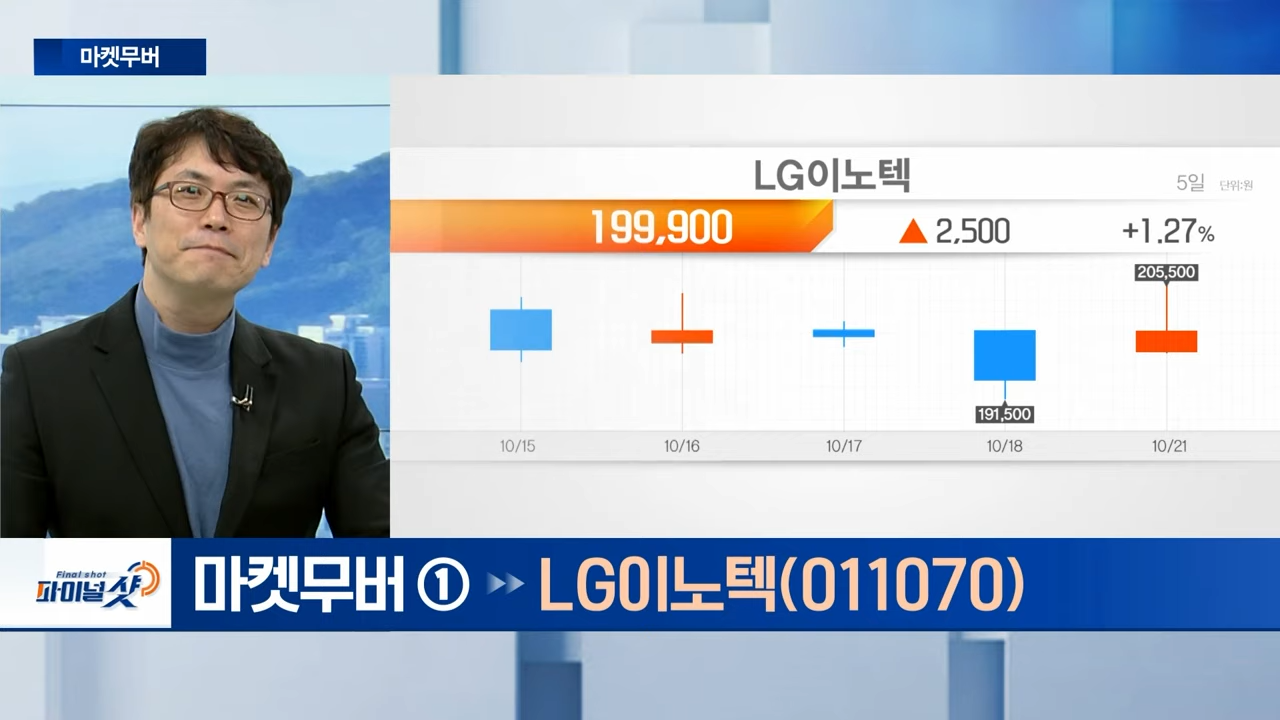 마켓무버
LG이노텍
5일 단위:원
199,900 ▲ 2,500 +1.27%
205,500
191,500
10/15 10/16 10/17 10/18 10/21
Final shot
파이널샷
마켓무버 ① LG이노텍(011070)